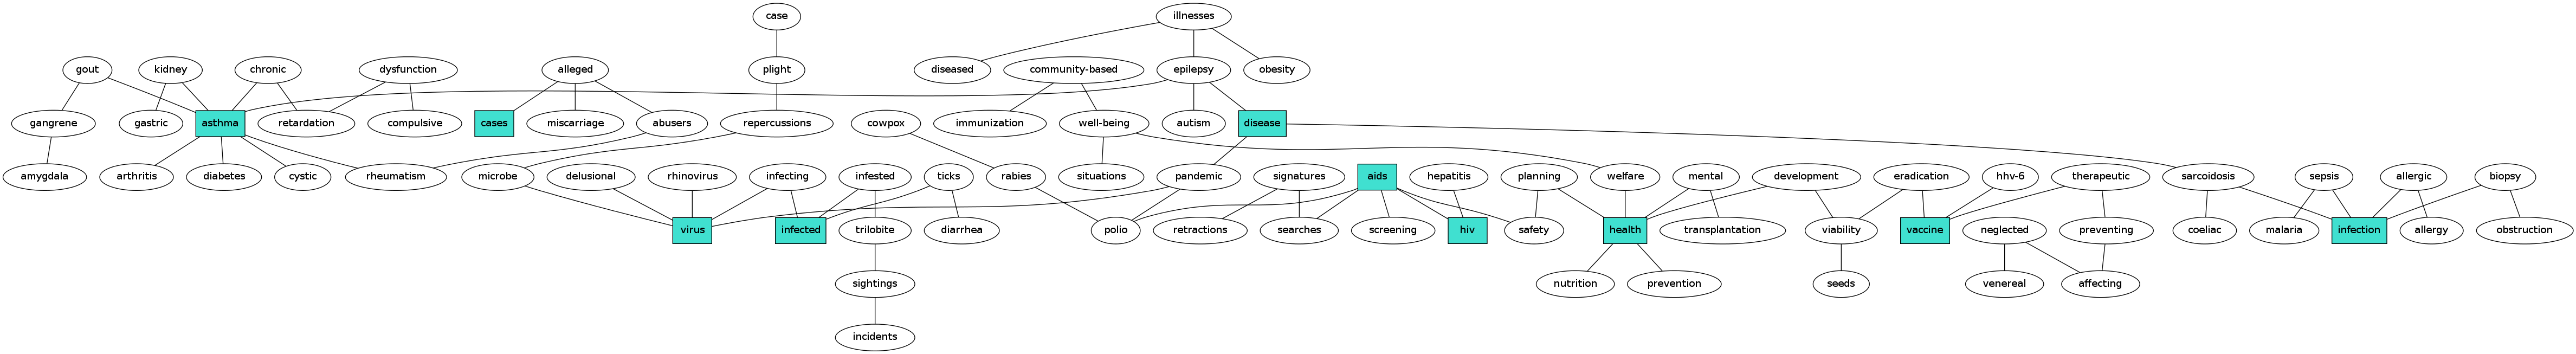 case illnesses
gout kidney chronic dysfunction alleged plight diseased community-based epilepsy obesity
gangrene gastric asthma retardation compulsive cases miscarriage abusers repercussions cowpox immunization well-being autism disease
amygdala arthritis diabetes cystic rheumatism microbe delusional rhinovirus infecting infested ticks rabies situations pandemic signatures aids hepatitis planning welfare mental development eradication hhv-6 therapeutic sarcoidosis sepsis allergic biopsy
virus infected trilobite diarrhea polio retractions searches screening hiv safety health transplantation viability vaccine neglected preventing coeliac malaria infection allergy obstruction
sightings nutrition prevention seeds venereal affecting
incidents